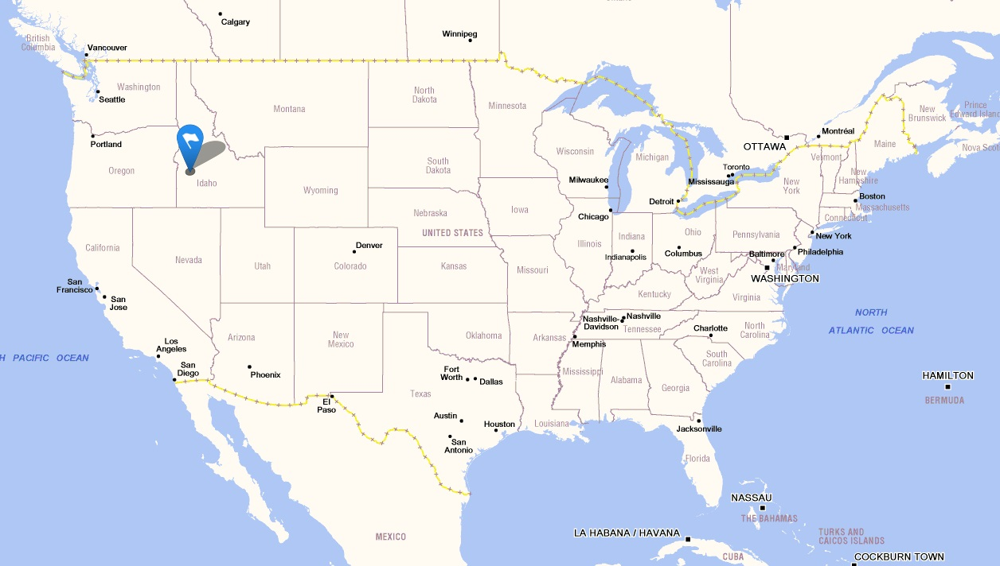 Calgary
Winnipeg
British
Columbia
Vancouver
Washington
Seattle
Montana
North
Dakota
Minnesota
New
Brunswick
Prince
Edward Island
Montréal
OTTAWA
Maine
Nova Scot
Portland
Oregon
Idaho
South
Dakota
Wisconsin
Michigan
Vermont
Toronto
Mississauga
New
Hampshire
Wyoming
Milwaukee
New
York
Boston
Massachusetts
Detroit
Iowa
Chicago
Connecticut
Nebraska
UNITED STATES
Illinois
Indiana
Ohio
Pennsylvania
New York
California
Denver
Nevada
Utah
Colorado
Kansas
Missouri
Indianapolis
Columbus
Baltimore
Philadelphia
Maryland
WASHINGTON
West
Virginia
San
Francisco
San
Jose
Kentucky
Virginia
NORTH
ATLANTIC OCEAN
Nashville-
Davidson
Nashville
Tennessee
Charlotte
North
Carolina
Arizona
New
Mexico
Oklahoma
Arkansas
Memphis
Los
Angeles
H PACIFIC OCEAN
San
Diego
Phoenix
South
Carolina
Fort
Worth
Dallas
Mississippi
Alabama
Georgia
HAMILTON
BERMUDA
Texas
El
Paso
Austin
Houston
Louisiana
Jacksonville
San
Antonio
Florida
NASSAU
THE BAHAMAS
MEXICO
LA HABANA / HAVANA
TURKS AND
CAICOS ISLANDS
CUBA
COCKBURN TOWN